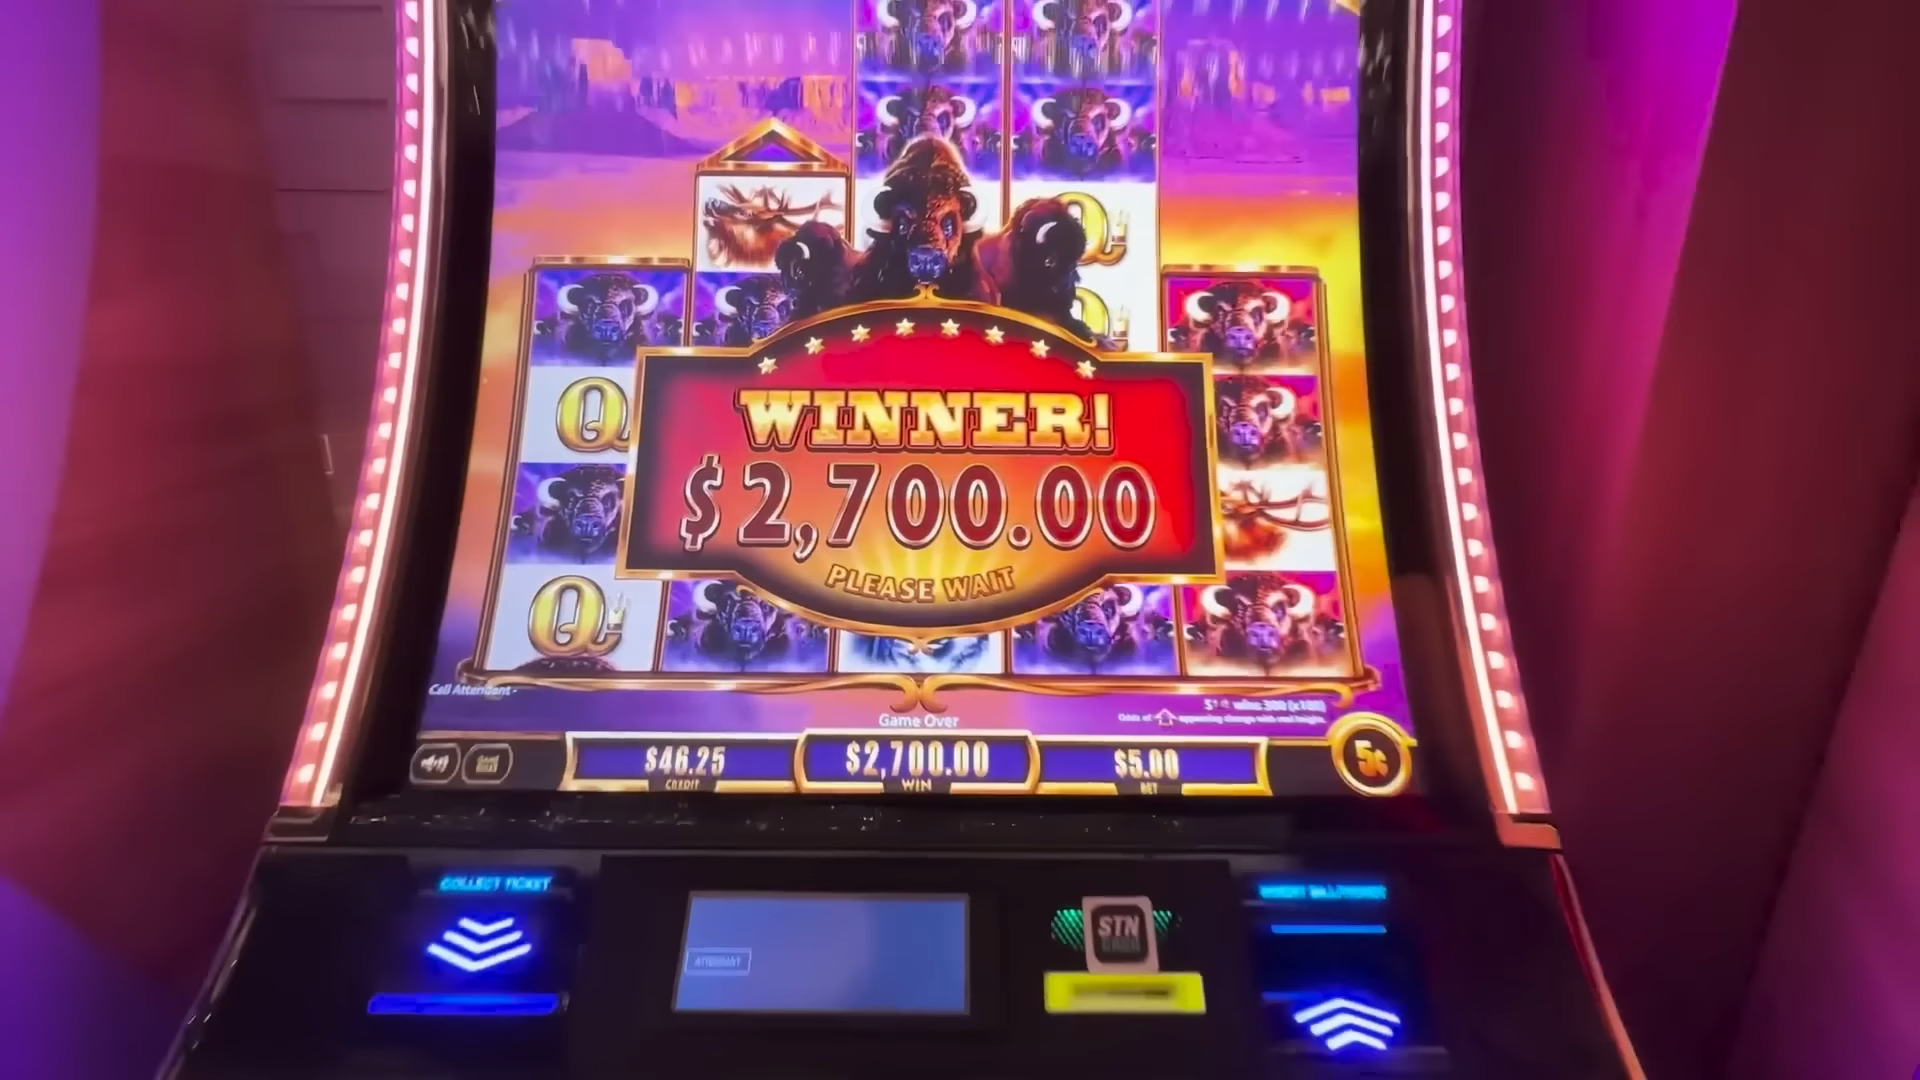 Q
Q
WINNER!
$2,700.00
PLEASE WAIT
Q
Call Attendant -
Game Over
$46.25
CREDIT
$2,700.00
WIN
$5.00
BET
5¢
COLLECT TICKET
STN